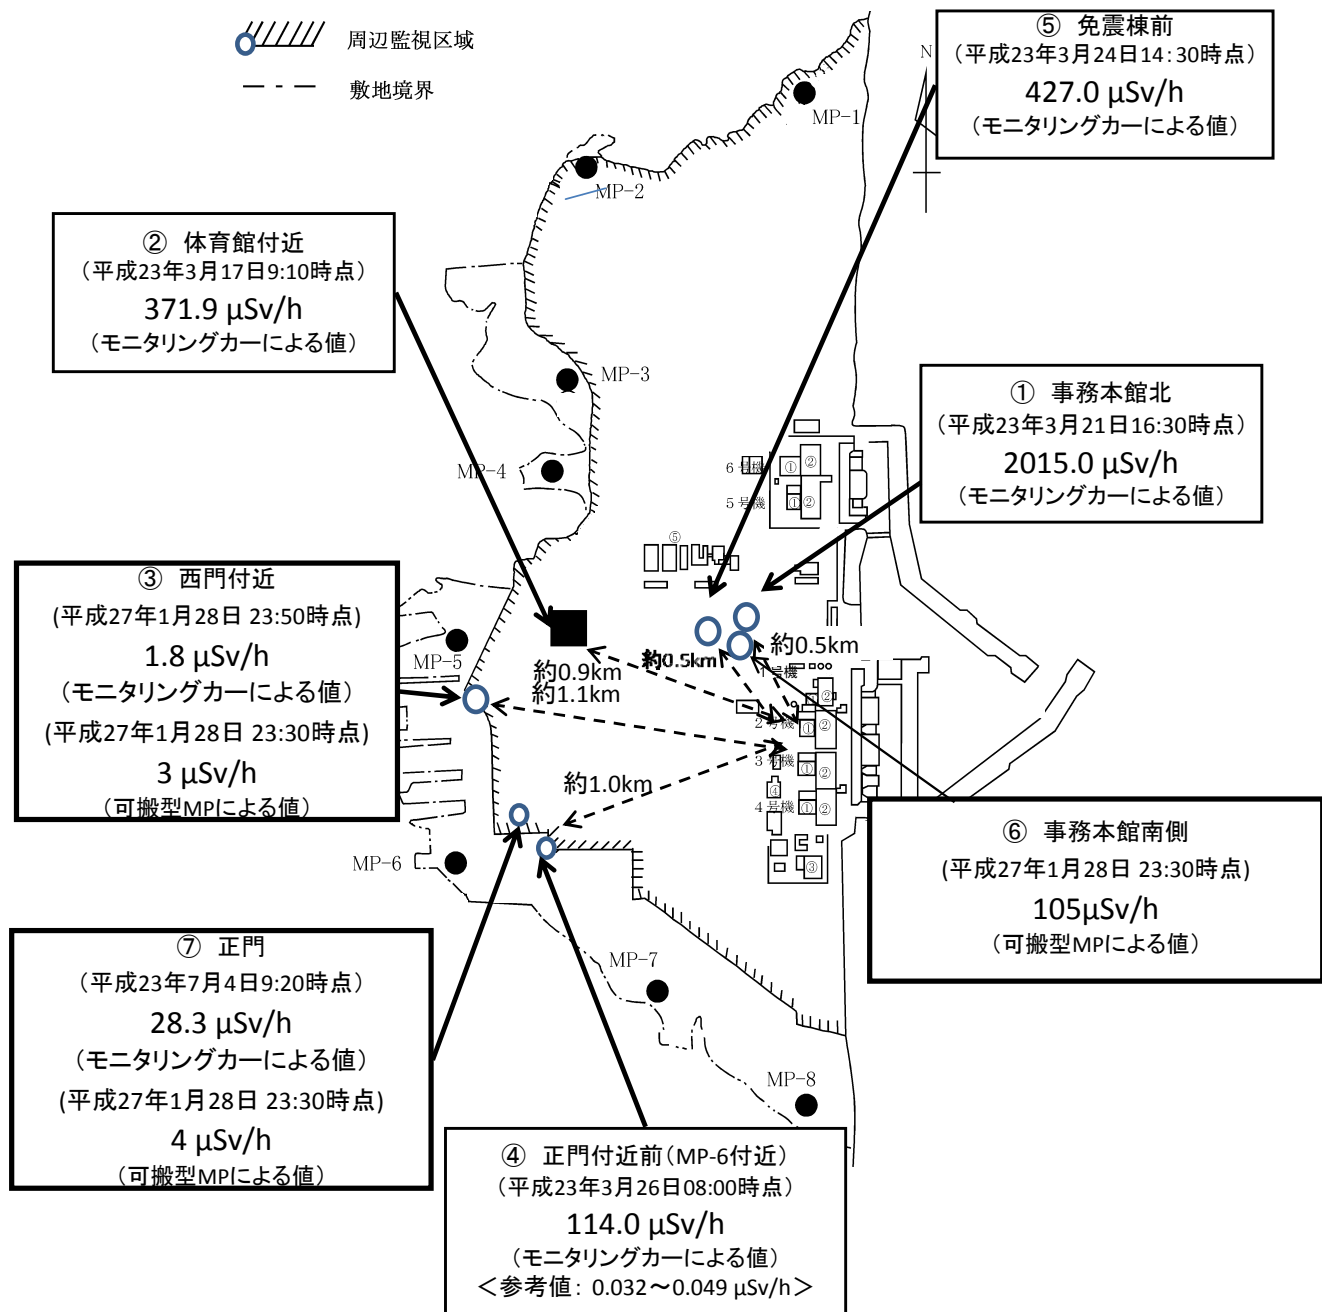 周辺監視区域
敷地境界
⑤ 免震棟前
(平成23年3月24日14:30時点)
427.0 μSv/h
(モニタリングカーによる値)
N
MP-1
MP-2
② 体育館付近
(平成23年3月17日9:10時点)
371.9 μSv/h
(モニタリングカーによる値)
MP-3
MP-4
① 事務本館北
(平成23年3月21日16:30時点)
2015.0 μSv/h
(モニタリングカーによる値)
6号機
① ②
5号機
① ②
⑤
③ 西門付近
(平成27年1月28日 23:50時点)
1.8 μSv/h
(モニタリングカーによる値)
(平成27年1月28日 23:30時点)
3 μSv/h
(可搬型MPによる値)
MP-5
約0.9km
約1.1km
約0.5km
約0.5km
1号機
②
2号機
① ②
3号機
① ②
④
4号機
① ②
③
約1.0km
MP-6
⑥ 事務本館南側
(平成27年1月28日 23:30時点)
105μSv/h
(可搬型MPによる値)
⑦ 正門
(平成23年7月4日9:20時点)
28.3 μSv/h
(モニタリングカーによる値)
(平成27年1月28日 23:30時点)
4 μSv/h
(可搬型MPによる値)
MP-7
MP-8
④ 正門付近前(MP-6付近)
(平成23年3月26日08:00時点)
114.0 μSv/h
(モニタリングカーによる値)
<参考値: 0.032～0.049 μSv/h>